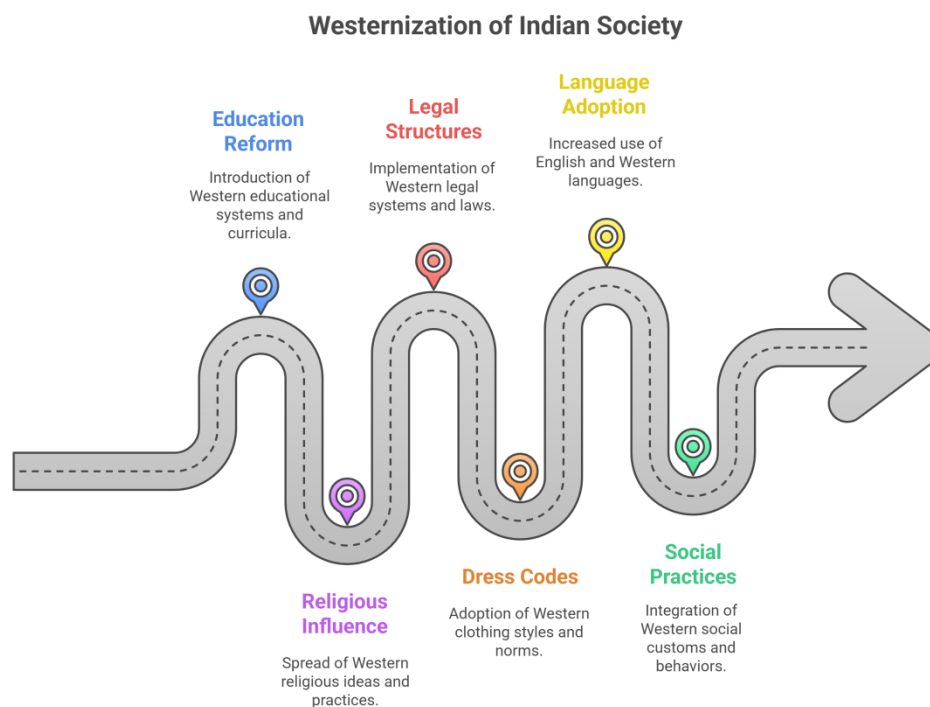 Westernization of Indian Society
Education
Reform
Introduction of
Western educational
systems and
curricula.
Legal
Structures
Implementation of
Western legal
systems and laws.
Language
Adoption
Increased use of
English and Western
languages.
Religious
Influence
Spread of Western
religious ideas and
practices.
Dress Codes
Adoption of Western
clothing styles and
norms.
Social
Practices
Integration of
Western social
customs and
behaviors.